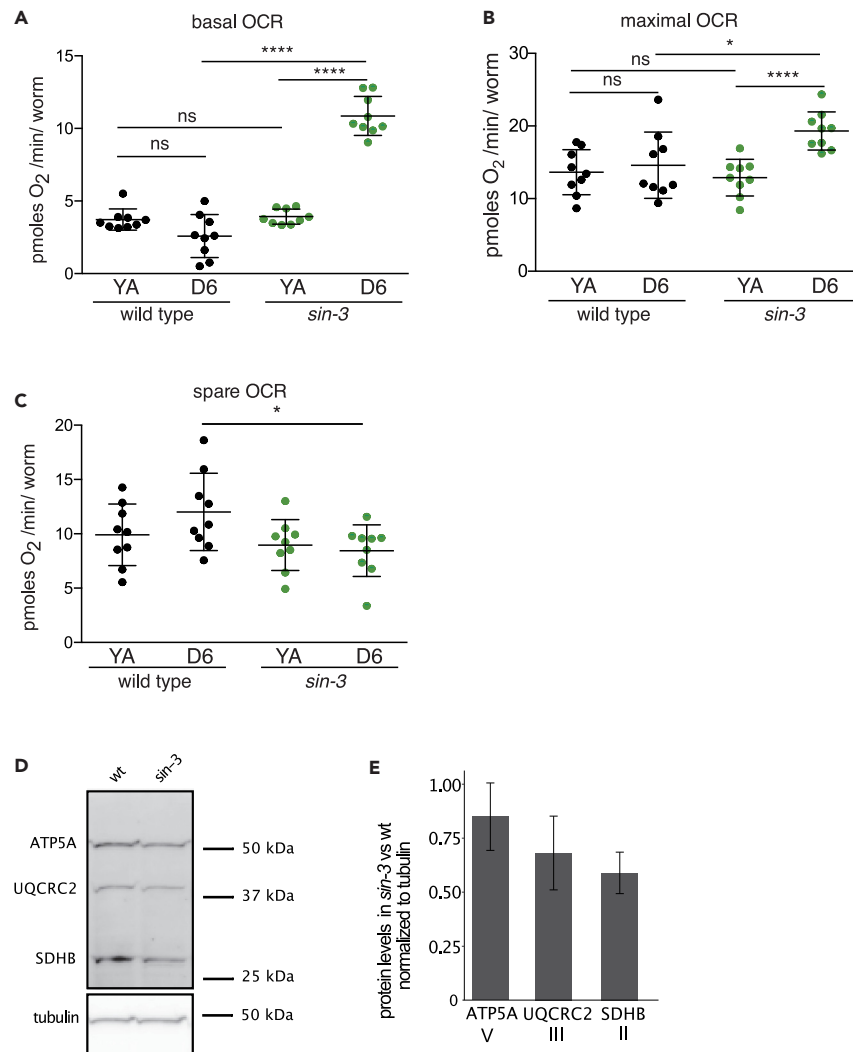 A
basal OCR
pmoles O2 /min/ worm
15
10
5
0
****
****
ns
ns
YA D6 YA D6
wild type sin-3
B
maximal OCR
pmoles O2 /min/ worm
30
20
10
0
*
ns
ns
****
YA D6 YA D6
wild type sin-3
C
spare OCR
pmoles O2 /min/ worm
20
15
10
5
0
*
YA D6 YA D6
wild type sin-3
D
wt sin-3
ATP5A
50 kDa
UQCRC2
37 kDa
SDHB
25 kDa
tubulin
50 kDa
E
protein levels in sin-3 vs wt
normalized to tubulin
1.00
0.75
0.50
0.25
0
ATP5A UQCRC2 SDHB
V III II